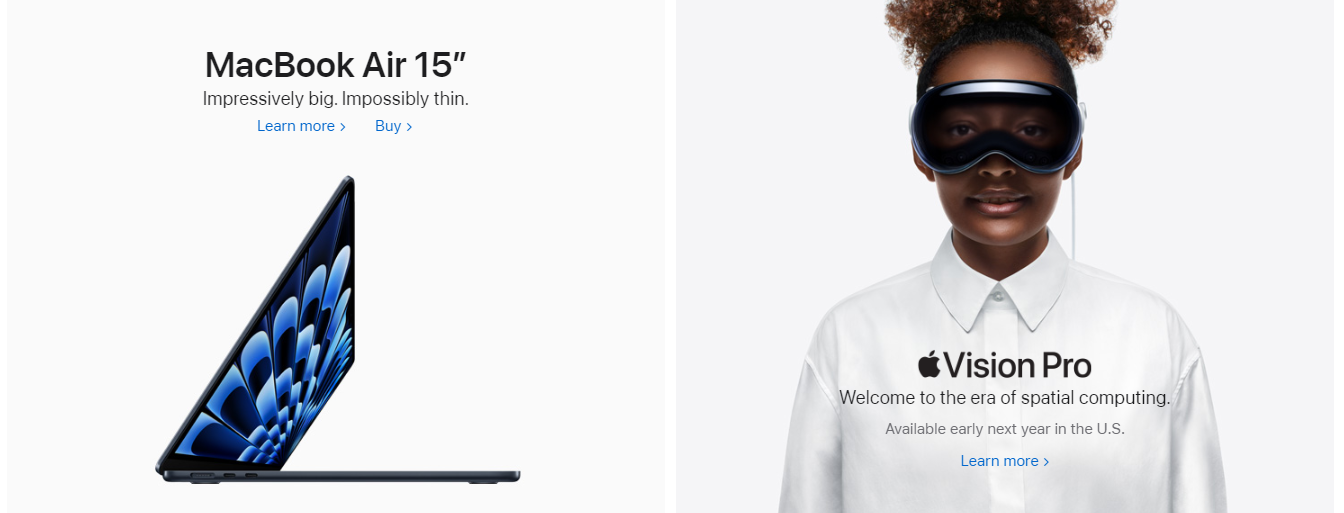 MacBook Air 15”
Impressively big. Impossibly thin.
Learn more >
Buy >
Vision Pro
Welcome to the era of spatial computing.
Available early next year in the U.S.
Learn more >